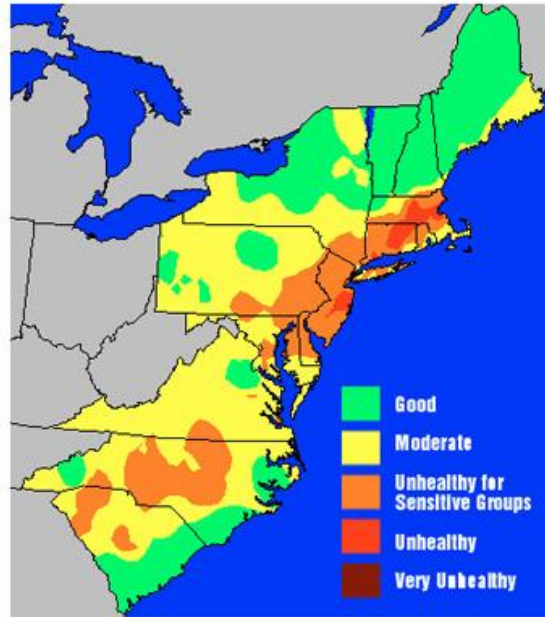 Good
Moderate
Unhealthy for
Sensitive Groups
Unhealthy
Very Unhealthy